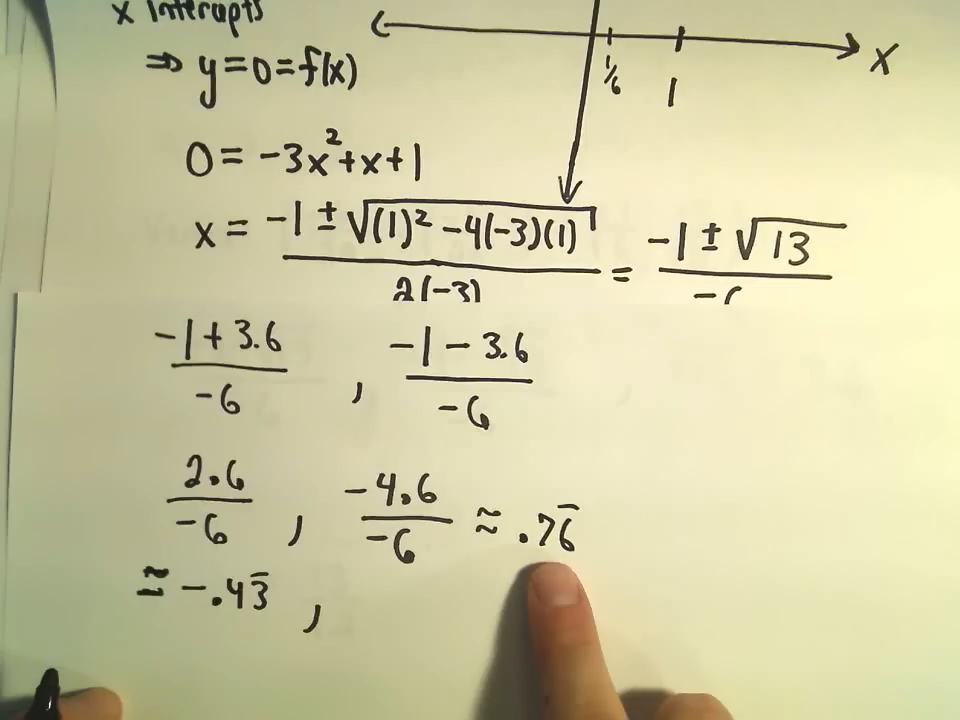 x Intercepts
⇒ y=0=f(x)
1/6 1 X
0 = -3x²+x+1
x = (-1 ± √((1)² -4(-3)(1))) / 2(-3) = (-1 ± √13) / -6
(-1+3.6) / -6 , (-1-3.6) / -6
2.6 / -6 , -4.6 / -6 ≈ .76̅
≈ -.43̅ ,